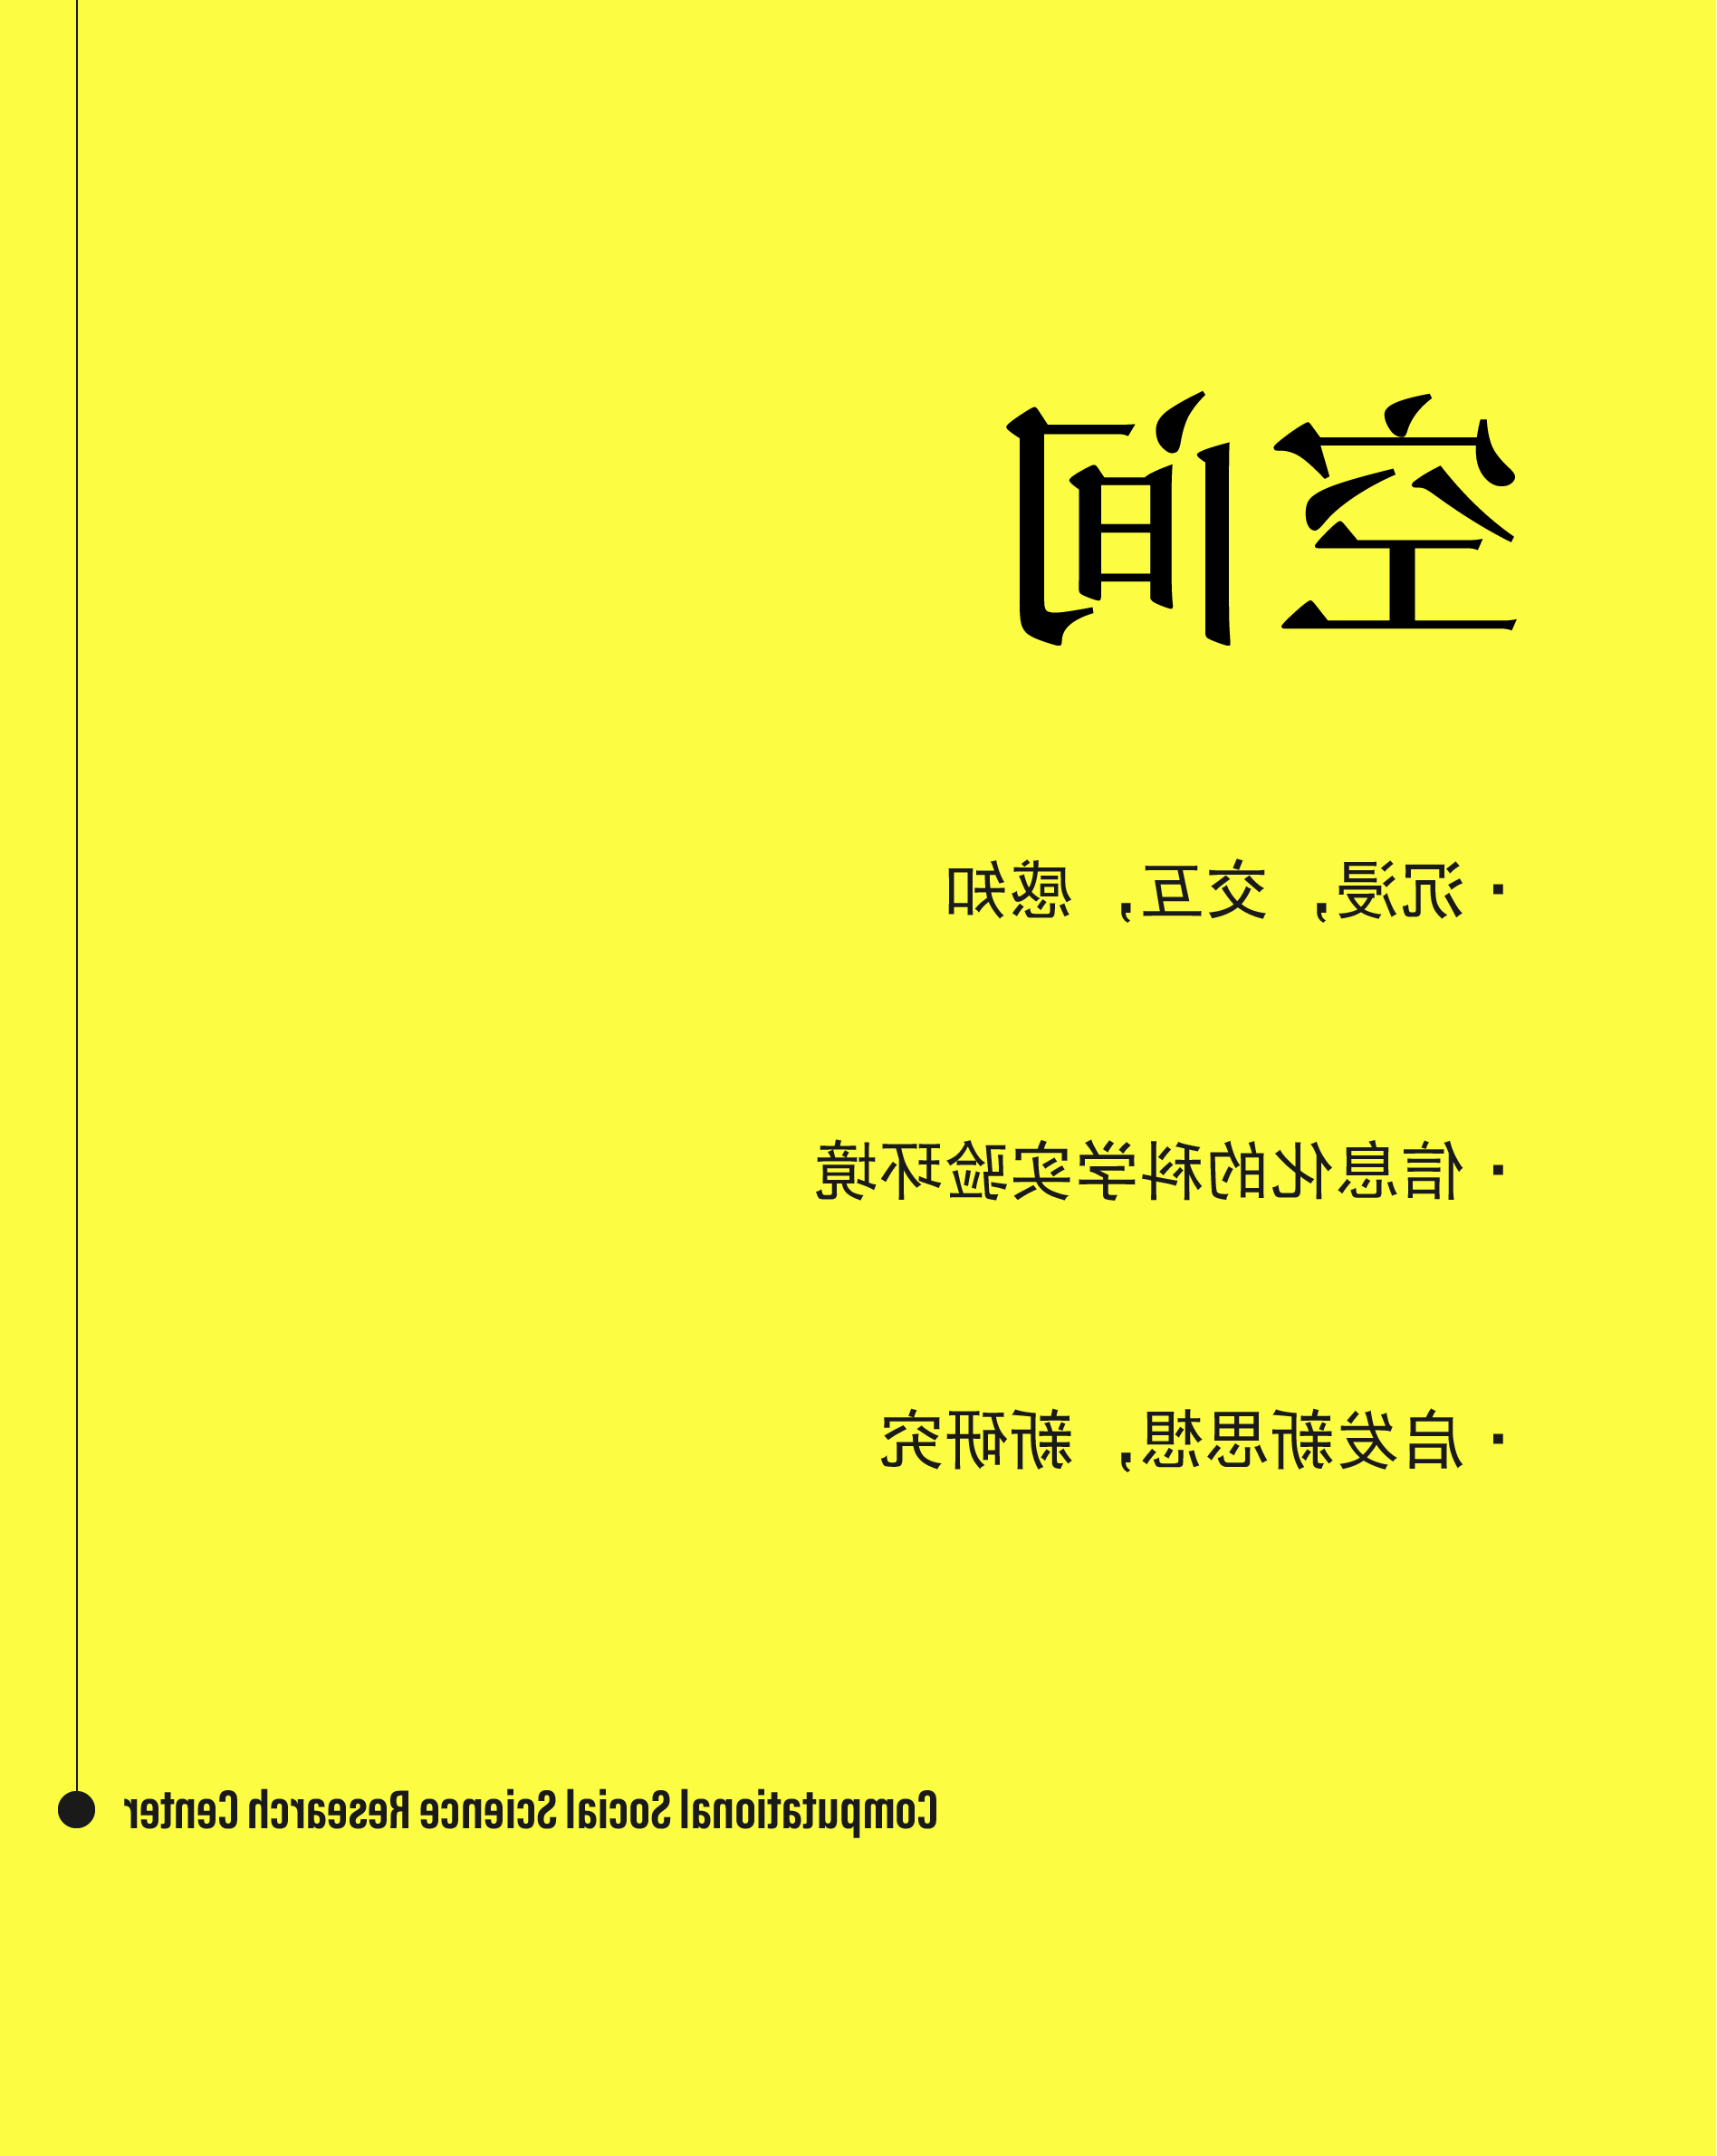 空间
· 沉浸，交互，感知
· 信息化的科学实验环境
· 启发新思想，新研究
Computational Social Science Research Center